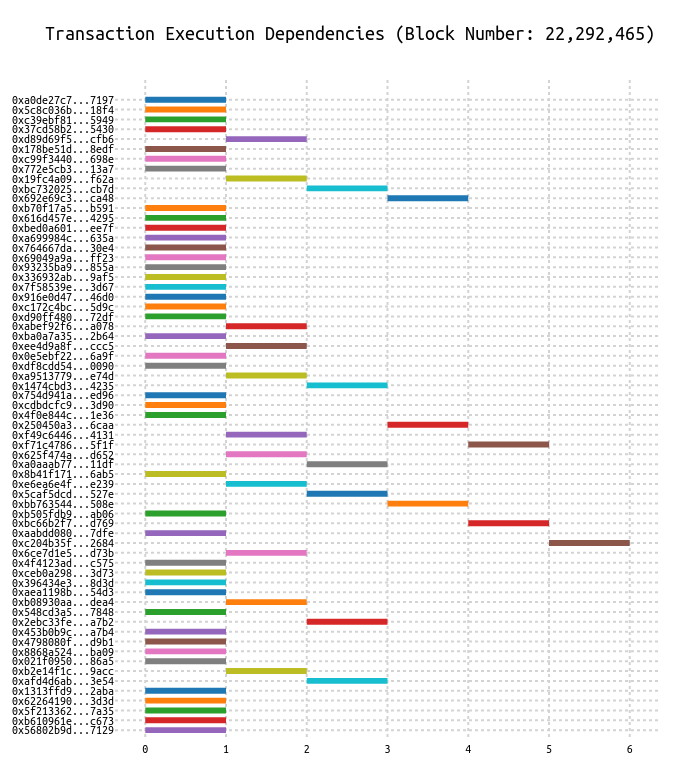 Transaction Execution Dependencies (Block Number: 22,292,465)
0xa0de27c7...7197
0x5c8c036b...18f4
0xc39ebf81...5949
0x37cd58b2...5430
0xd89d69f5...cfb6
0x178be51d...8edf
0xc99f3440...698e
0x772e5cb3...13a7
0x19fc4a09...f62a
0xbc732025...cb7d
0x692e69c3...ca48
0xb70f17a5...b591
0x616d457e...4295
0xbed0a601...ee7f
0xa699984c...635a
0x764667da...30e4
0x69049a9a...ff23
0x93235ba9...855a
0x336932ab...9af5
0x7f58539e...3d67
0x916e0d47...46d0
0xc172c4bc...5d9c
0xd90ff480...72df
0xabef92f6...a078
0xba0a7a35...2b64
0xee4d9a8f...ccc5
0x0e5ebf22...6a9f
0xdf8cdd54...0090
0xa9513779...e74d
0x1474cbd3...4235
0x754d941a...ed96
0xcdbdcfc9...3d90
0x4f0e844c...1e36
0x250450a3...6caa
0xf49c6446...4131
0xf71c4786...5f1f
0x625f474a...d652
0xa0aaab77...11df
0x8b41f171...6ab5
0xe6ea6e4f...e239
0x5caf5dcd...527e
0xbb763544...508e
0xb505fdb9...ab06
0xbc66b2f7...d769
0xaabdd080...7dfe
0xc204b35f...2684
0x6ce7d1e5...d73b
0x4f4123ad...c575
0xceb0a298...3d73
0x396434e3...8d3d
0xaea1198b...54d3
0xb08930aa...dea4
0x548cd3a5...7848
0x2ebc33fe...a7b2
0x453b0b9c...a7b4
0x4798080f...d9b1
0x8868a524...ba09
0x021f0950...86a5
0xb2e14f1c...9acc
0xafd4d6ab...3e54
0x1313ffd9...2aba
0x62264190...3d3d
0x5f213362...7a35
0xb610961e...c673
0x56802b9d...7129
0 1 2 3 4 5 6